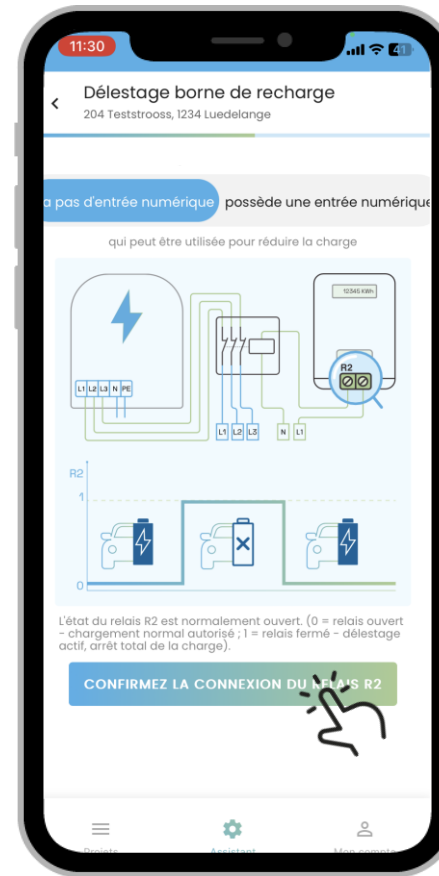 11:30
41
Délestage borne de recharge
204 Teststrooss, 1234 Luedelange
a pas d'entrée numérique
possède une entrée numérique
qui peut être utilisée pour réduire la charge
12345 kWh
R2
L1 L2 L3 N PE
L1 L2 L3 N L1
R2
1
0
L'état du relais R2 est normalement ouvert. (0 = relais ouvert
- chargement normal autorisé ; 1 = relais fermé - délestage
actif, arrêt total de la charge).
CONFIRMEZ LA CONNEXION DU RELAIS R2
Projets
Assistant
Mon compte